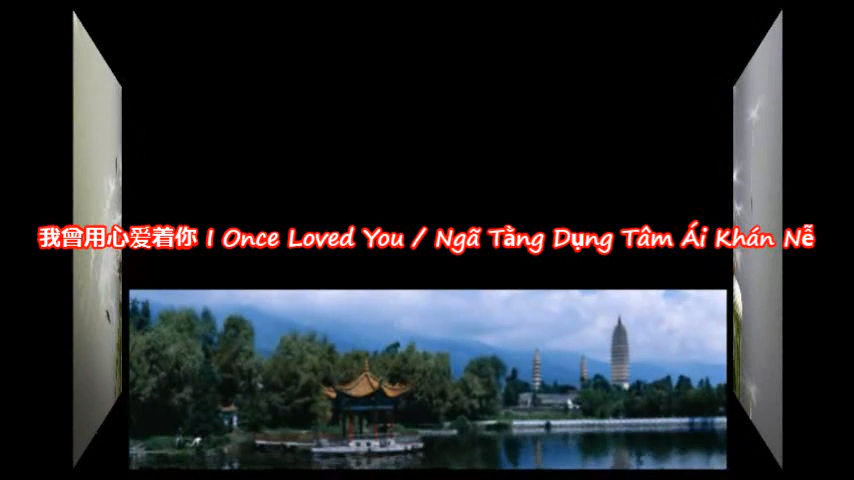 我曾用心爱着你 I Once Loved You / Ngã Tằng Dụng Tâm Ái Khán Nễ